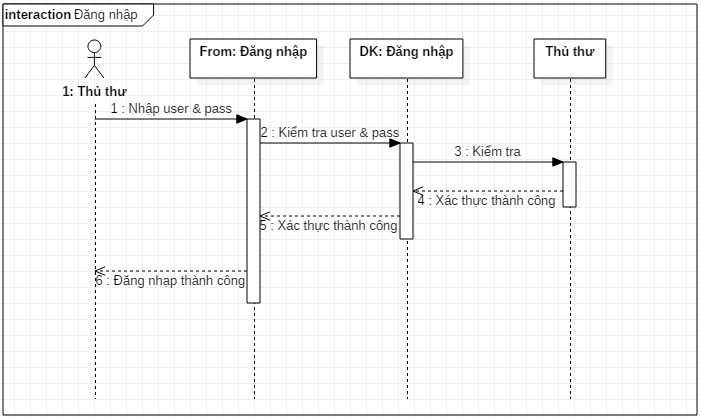 interaction Đăng nhập
1: Thủ thư
From: Đăng nhập
DK: Đăng nhập
Thủ thư
1 : Nhập user & pass
2 : Kiểm tra user & pass
3 : Kiểm tra
4 : Xác thực thành công
5 : Xác thực thành công
6 : Đăng nhạp thành công